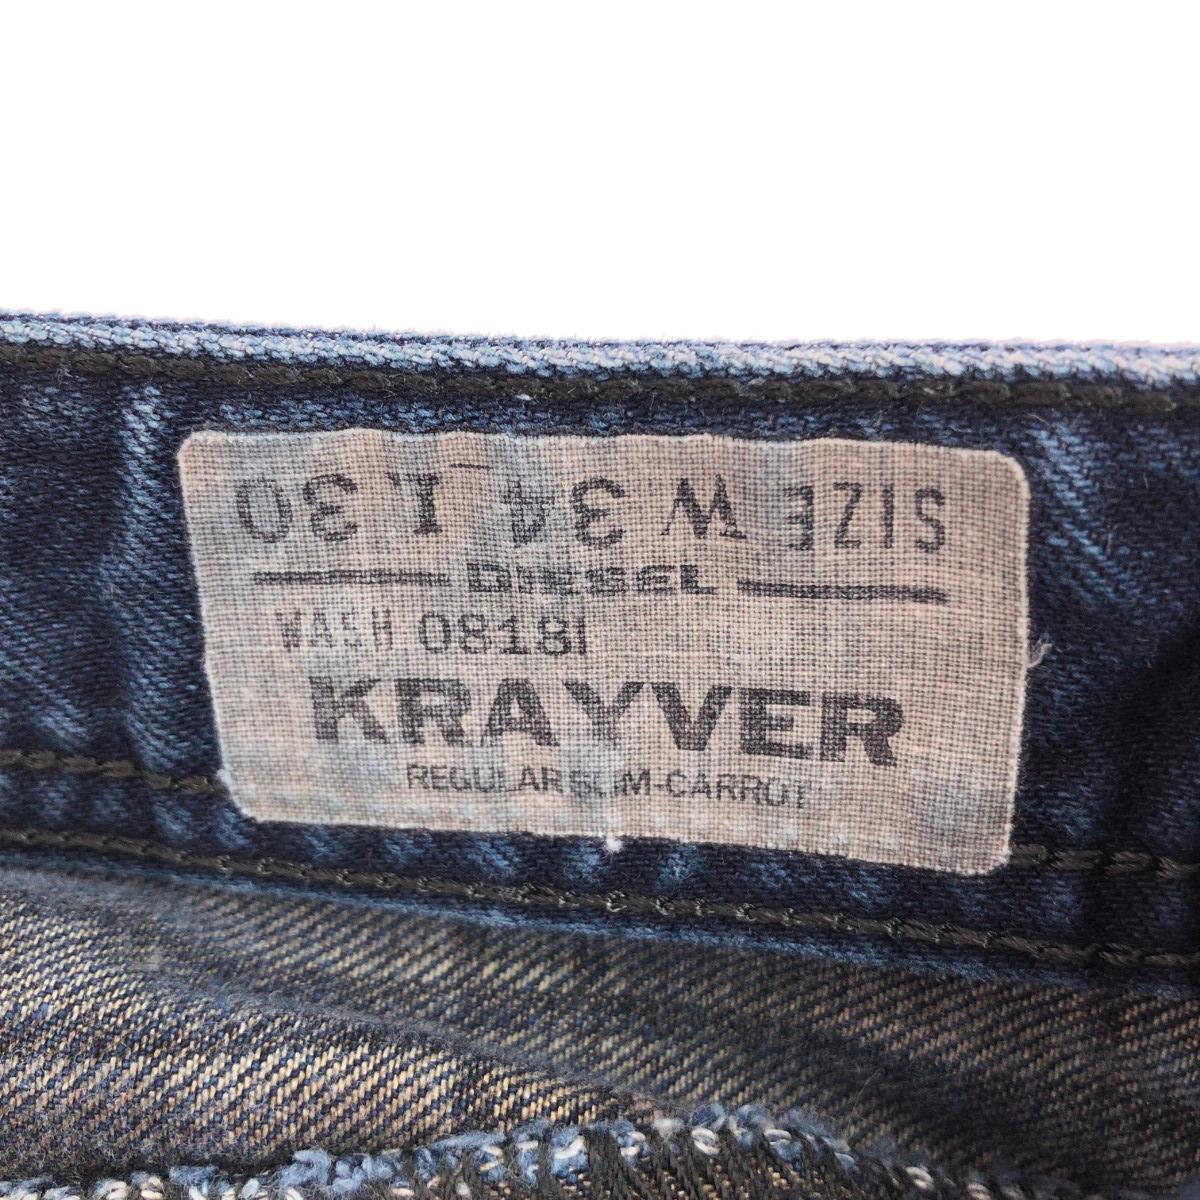 SIZE W 34 L 30
DIESEL
WASH 0818I
KRAYVER
REGULAR SLIM-CARROT